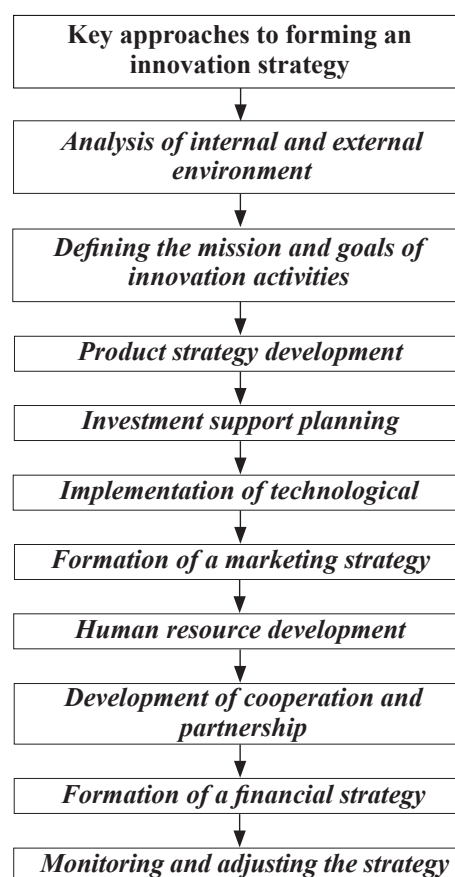 Key approaches to forming an
innovation strategy
Analysis of internal and external
environment
Defining the mission and goals of
innovation activities
Product strategy development
Investment support planning
Implementation of technological
Formation of a marketing strategy
Human resource development
Development of cooperation and
partnership
Formation of a financial strategy
Monitoring and adjusting the strategy